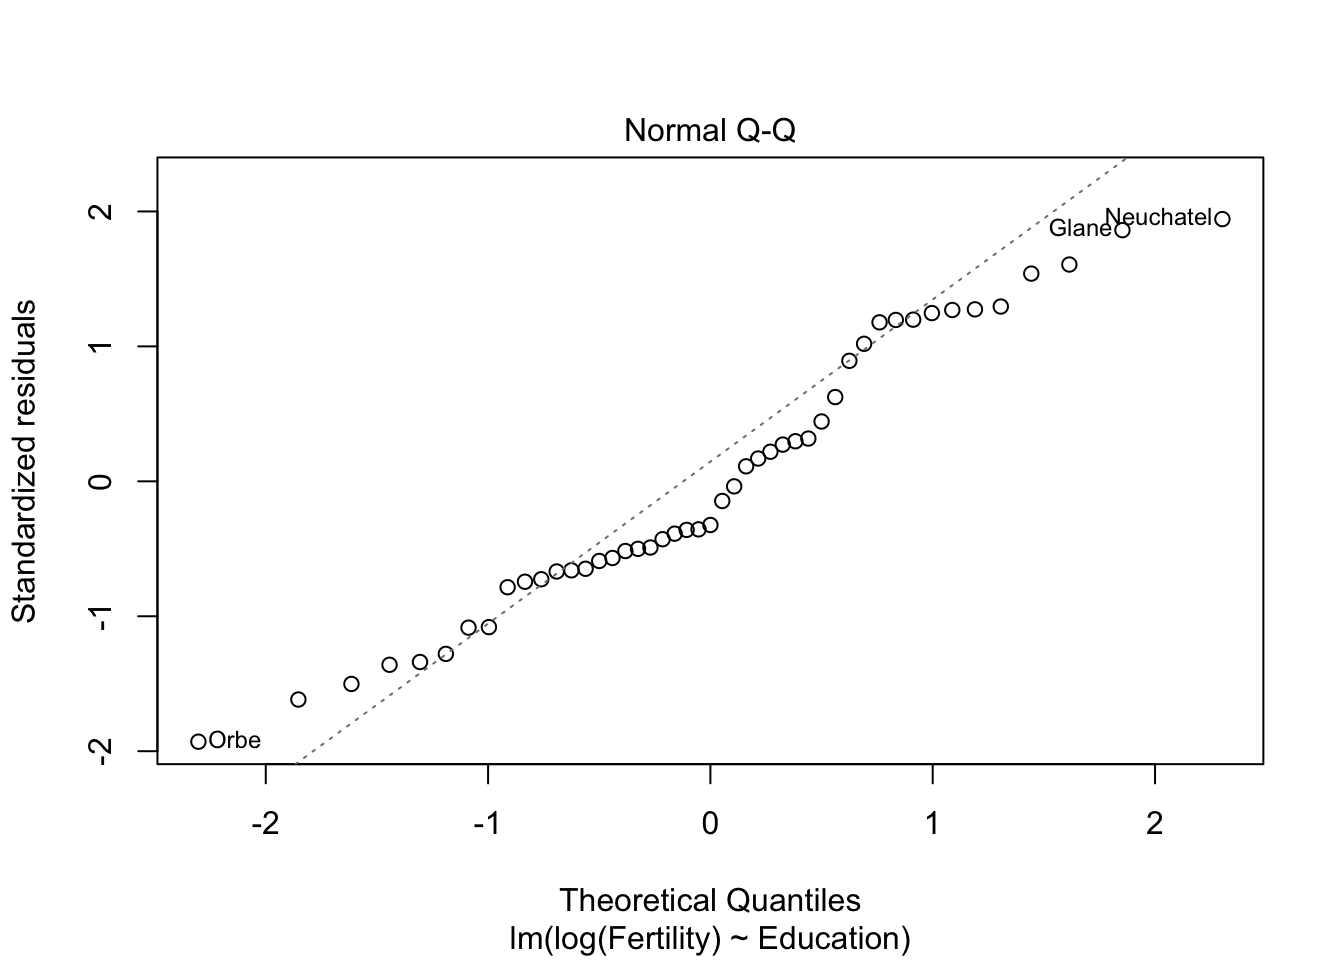 Normal Q-Q
Standardized residuals
2
1
0
-1
-2
Neuchatel
Glane
Orbe
-2 -1 0 1 2
Theoretical Quantiles
lm(log(Fertility) ~ Education)